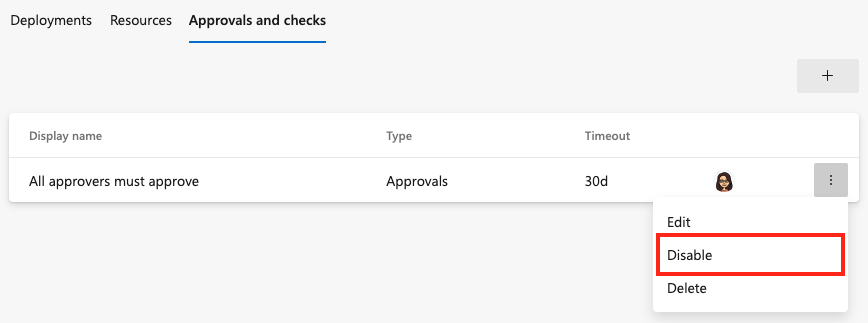 Deployments Resources Approvals and checks
+
Display name Type Timeout
All approvers must approve Approvals 30d
Edit
Disable
Delete